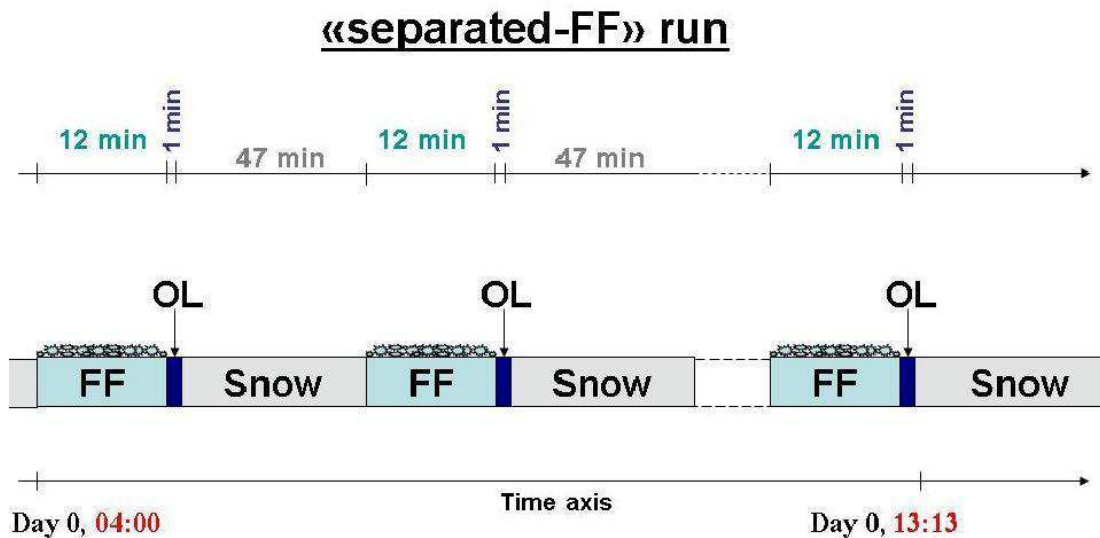 «separated-FF» run
12 min 1 min 47 min 12 min 1 min 47 min 12 min 1 min
OL OL OL
FF Snow FF Snow FF Snow
Time axis
Day 0, 04:00 Day 0, 13:13